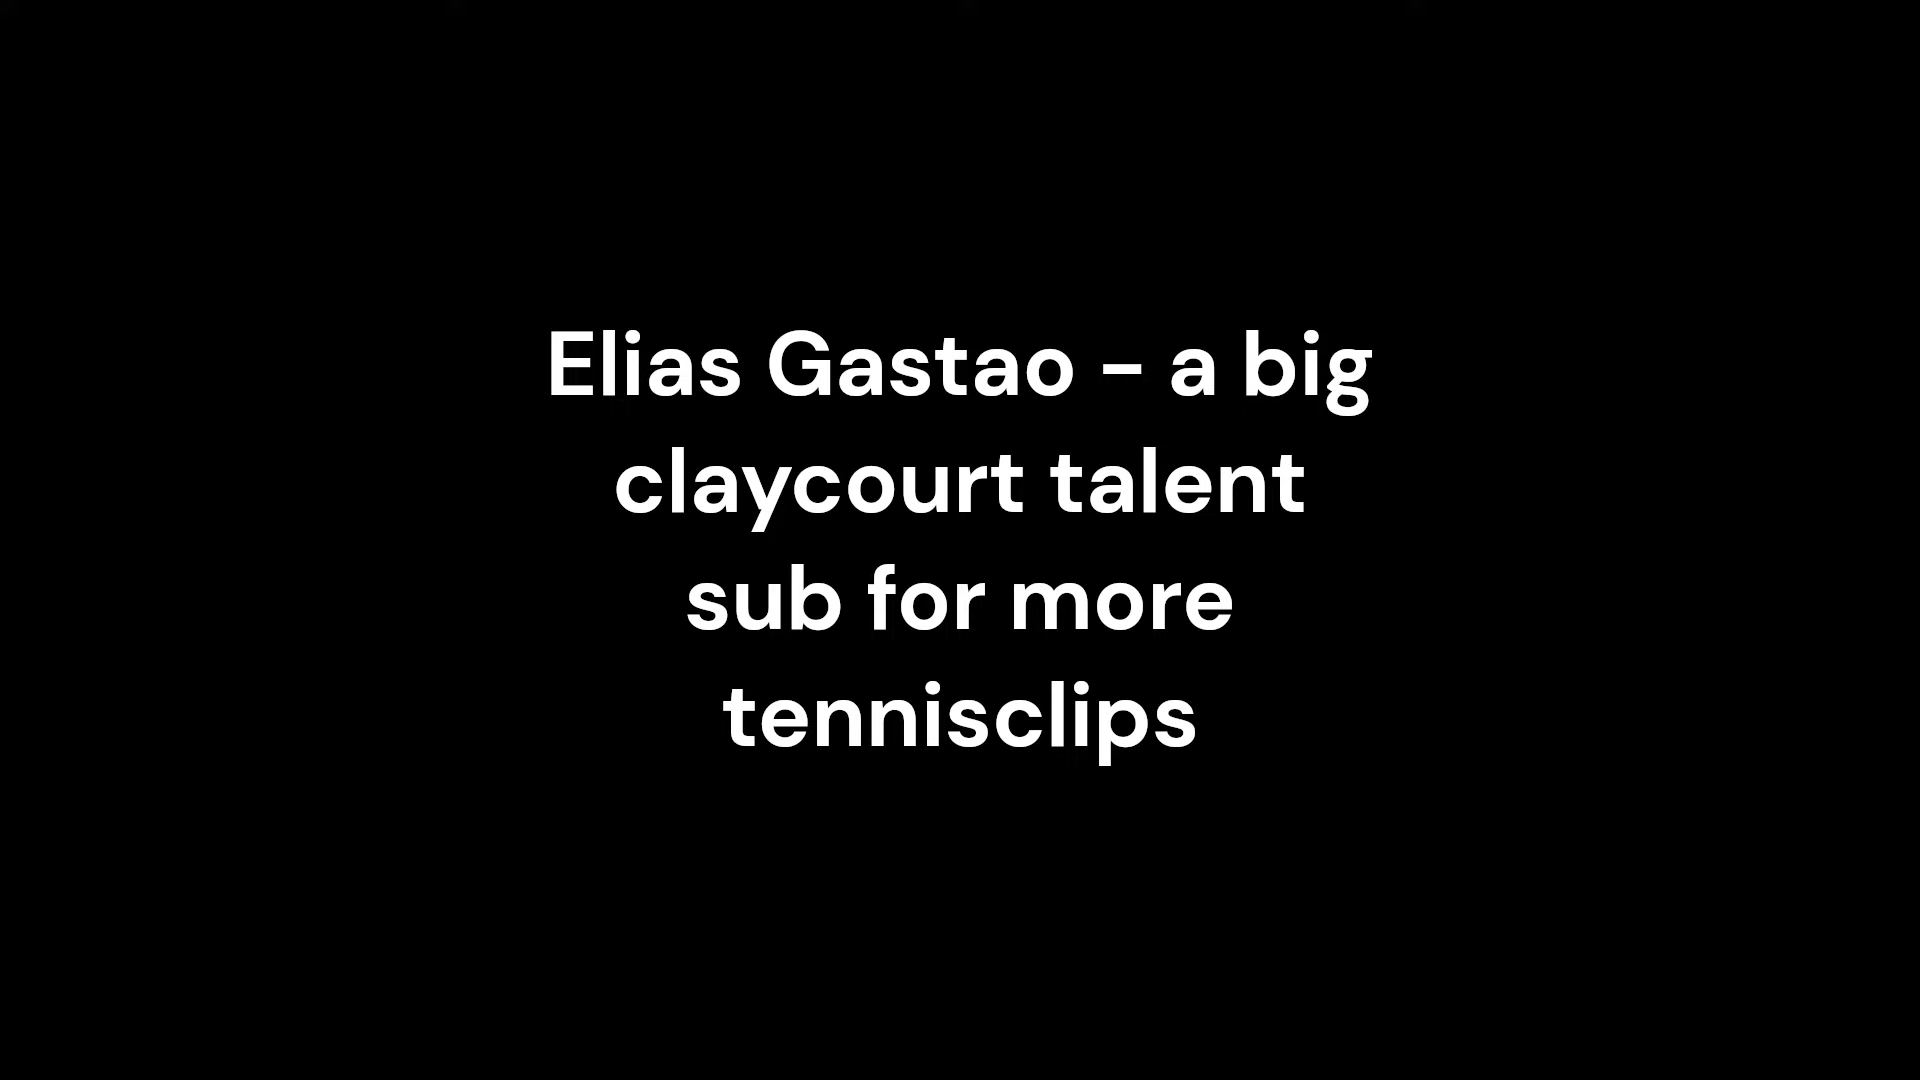 Elias Gastao - a big
claycourt talent
sub for more
tennisclips